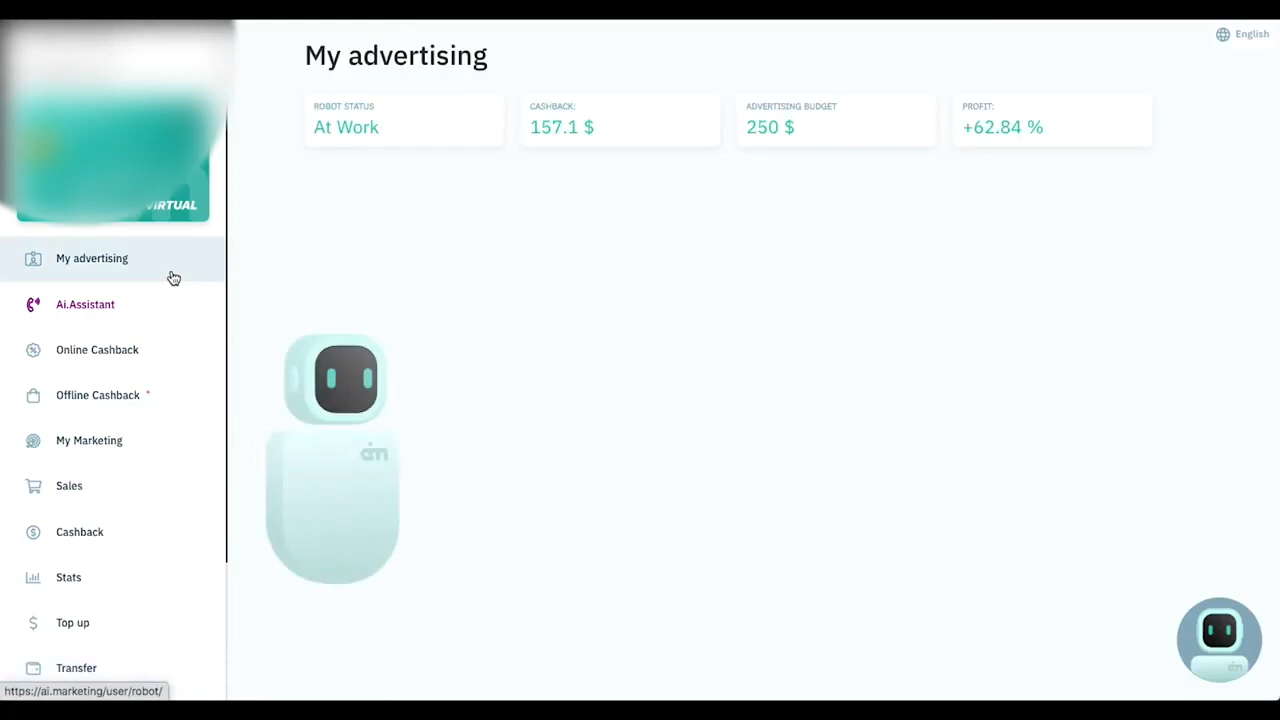 English
My advertising
ROBOT STATUS
At Work
CASHBACK:
157.1 $
ADVERTISING BUDGET
250 $
PROFIT:
+62.84 %
VIRTUAL
My advertising
Ai.Assistant
Online Cashback
Offline Cashback *
My Marketing
Sales
Cashback
Stats
Top up
Transfer
https://ai.marketing/user/robot/
aim
aim